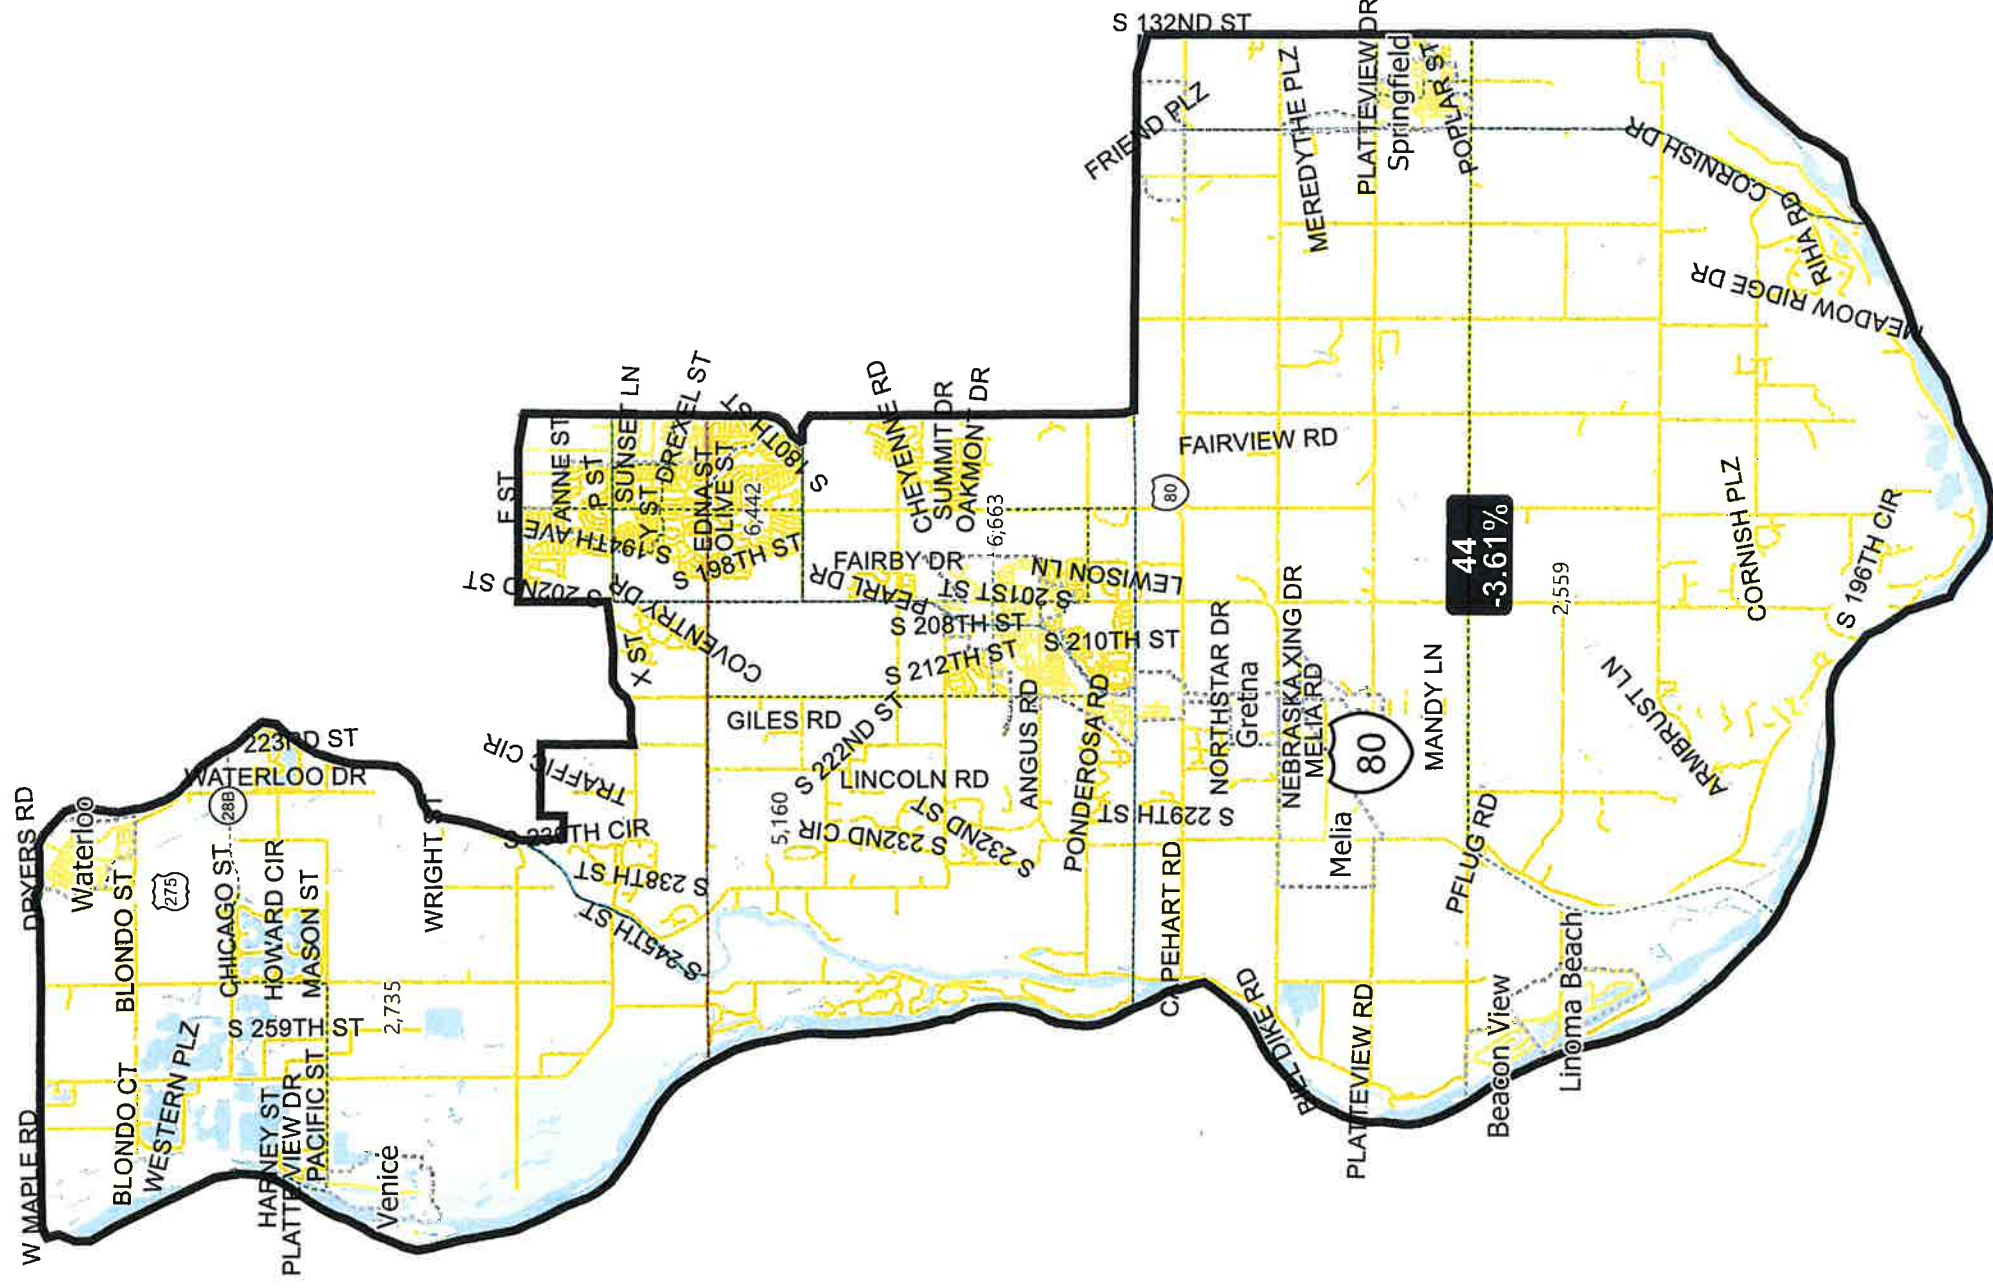 S 132ND ST
FRIEND PLZ
MEREDYTHE PLZ
PLATTEVIEW DR
Springfield
POPPLAR ST
CORNISH DR
RIHA RD
MEADOW RIDGE DR
E ST
ANNE ST
P ST
SUNSET LN
Y ST
DREXEL ST
EDNA ST
OLIVE ST
6,442
S 180TH ST
S 194TH AVE
S 198TH ST
S 202ND ST
COVENTRY DR
X ST
CHEYENNE RD
SUMMIT DR
OAKMONT DR
6,663
FAIRBY DR
PEARL DR
S 201ST ST
LEWISON LN
S 208TH ST
S 210TH ST
S 212TH ST
FAIRVIEW RD
80
44
-3.61%
2,559
CORNISH PLZ
S 196TH CIR
ARMBRUST LN
GILES RD
S 222ND ST
LINCOLN RD
ANGUS RD
PONDEROSA RD
NORTHSTAR DR
Gretna
NEBRASKA XING DR
MELIA RD
80
MANDY LN
S 229TH ST
S 232ND ST
S 232ND CIR
5,160
TRAFFIC CIR
S 238TH ST
S 245TH ST
223RD ST
WATERLOO DR
28B
DRYERS RD
Waterloo
275
BLONDO ST
CHICAGO ST
HOWARD CIR
MASON ST
WRIGHT ST
S 259TH ST
2,735
W MAPLE RD
BLONDO CT
WESTERN PLZ
HARNEY ST
PLATTEVIEW DR
PACIFIC ST
Venice
CAPEHART RD
Melia
PFLUG RD
BIEL DIKE RD
PLATTEVIEW RD
Beacon View
Linoma Beach